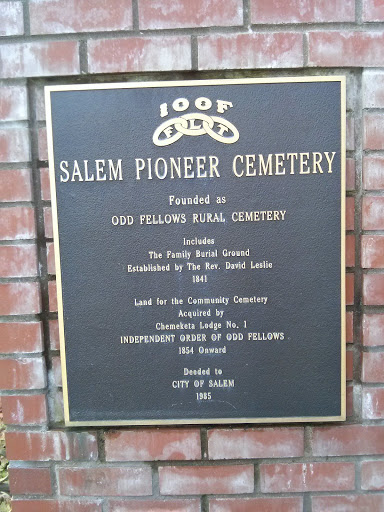 IOOF
FLT
SALEM PIONEER CEMETERY
Founded as
ODD FELLOWS RURAL CEMETERY
Includes
The Family Burial Ground
Established by The Rev. David Leslie
1841
Land for the Community Cemetery
Acquired by
Chemeketa Lodge No. 1
INDEPENDENT ORDER OF ODD FELLOWS
1854 Onward
Deeded to
CITY OF SALEM
1985